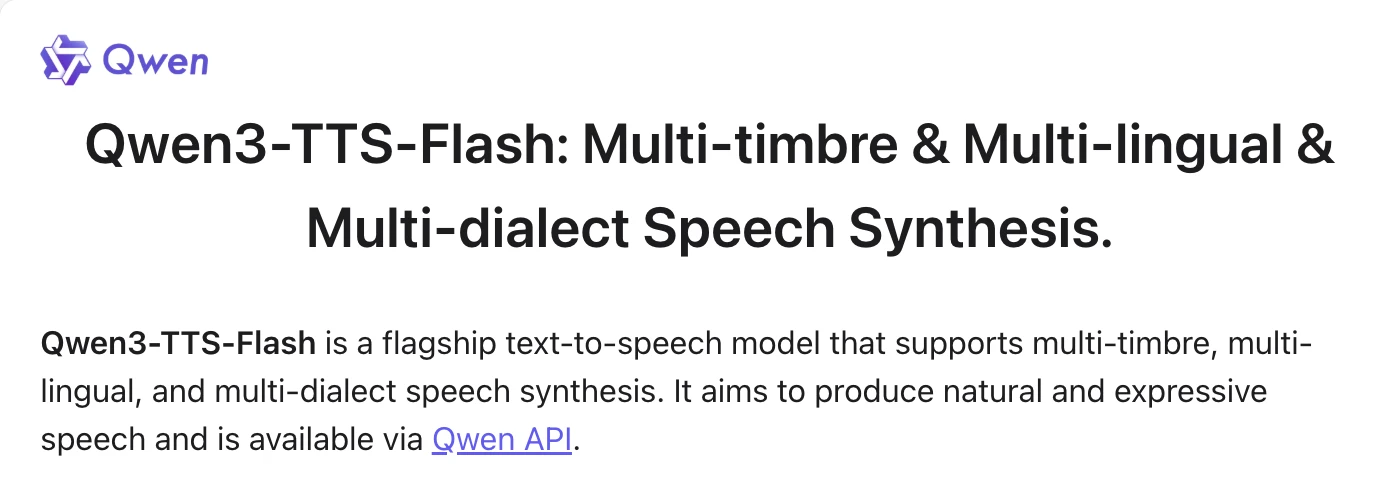 Qwen
Qwen3-TTS-Flash: Multi-timbre & Multi-lingual &
Multi-dialect Speech Synthesis.
Qwen3-TTS-Flash is a flagship text-to-speech model that supports multi-timbre, multi-
lingual, and multi-dialect speech synthesis. It aims to produce natural and expressive
speech and is available via Qwen API.